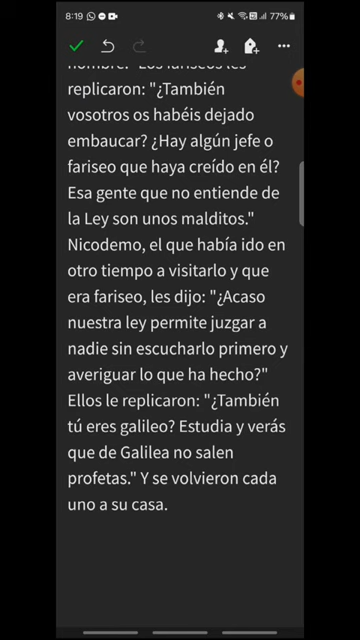 8:19
77%
nombre." Los fariseos les
replicaron: "¿También
vosotros os habéis dejado
embaucar? ¿Hay algún jefe o
fariseo que haya creído en él?
Esa gente que no entiende de
la Ley son unos malditos."
Nicodemo, el que había ido en
otro tiempo a visitarlo y que
era fariseo, les dijo: "¿Acaso
nuestra ley permite juzgar a
nadie sin escucharlo primero y
averiguar lo que ha hecho?"
Ellos le replicaron: "¿También
tú eres galileo? Estudia y verás
que de Galilea no salen
profetas." Y se volvieron cada
uno a su casa.